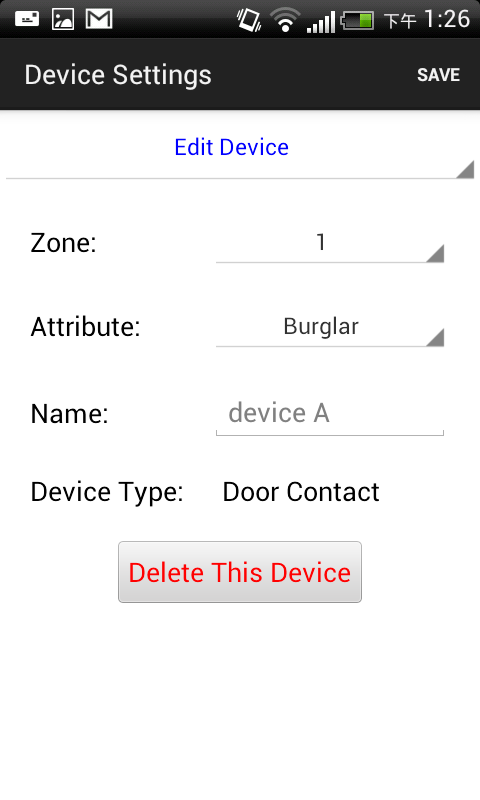 下午 1:26
Device Settings SAVE
Edit Device
Zone: 1
Attribute: Burglar
Name: device A
Device Type: Door Contact
Delete This Device